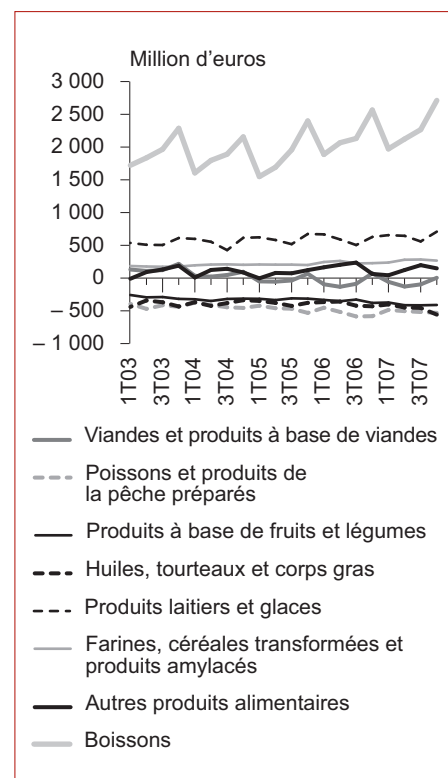 Million d'euros
3 000
2 500
2 000
1 500
1 000
500
0
– 500
– 1 000
1T03
3T03
1T04
3T04
1T05
3T05
1T06
3T06
1T07
3T07
Viandes et produits à base de viandes
Poissons et produits de
la pêche préparés
Produits à base de fruits et légumes
Huiles, tourteaux et corps gras
Produits laitiers et glaces
Farines, céréales transformées et
produits amylacés
Autres produits alimentaires
Boissons